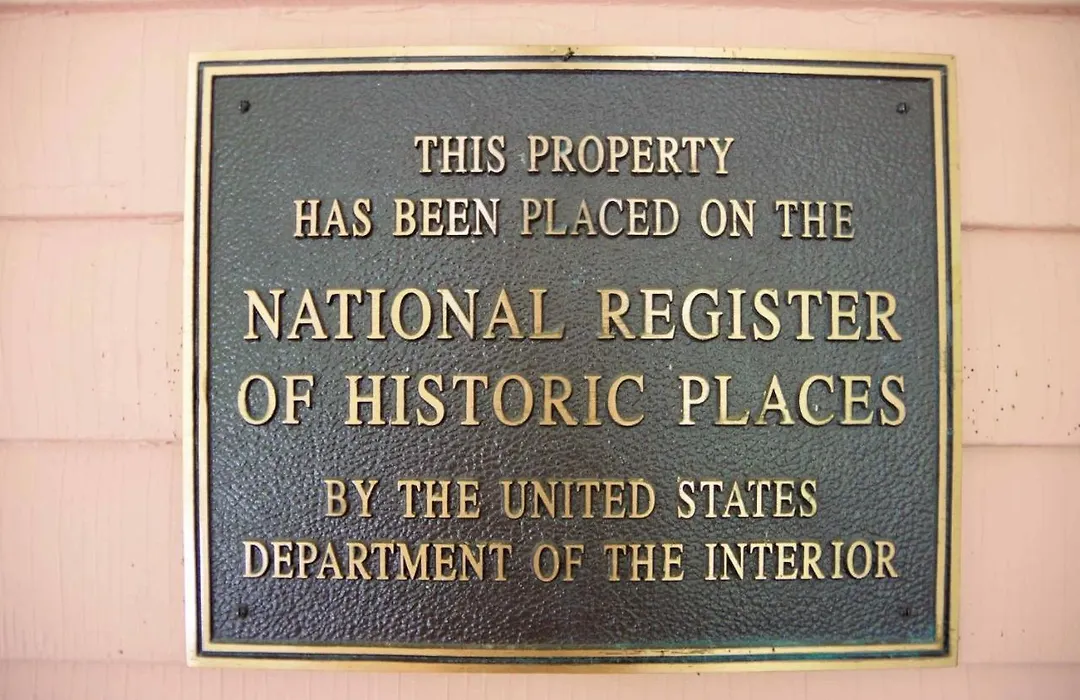 THIS PROPERTY
HAS BEEN PLACED ON THE
NATIONAL REGISTER
OF HISTORIC PLACES
BY THE UNITED STATES
DEPARTMENT OF THE INTERIOR